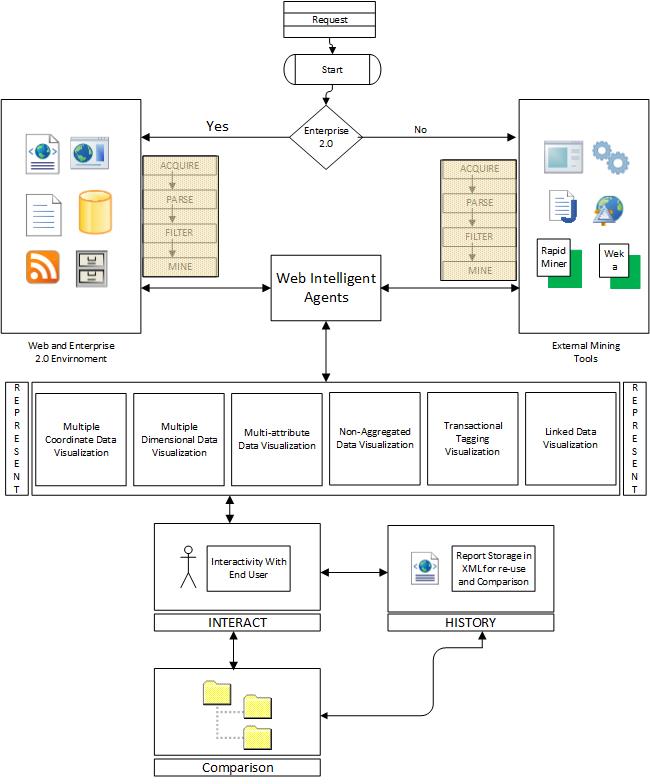 Request
Start
Enterprise
2.0
Yes
No
ACQUIRE
PARSE
FILTER
MINE
ACQUIRE
PARSE
FILTER
MINE
Rapid
Miner
Wek
a
Web Intelligent
Agents
Web and Enterprise
2.0 Envirnoment
External Mining
Tools
R
E
P
R
E
S
E
N
T
Multiple
Coordinate Data
Visualization
Multiple
Dimensional Data
Visualization
Multi-attribute
Data Visualization
Non-Aggregated
Data Visualization
Transactional
Tagging
Visualization
Linked Data
Visualization
R
E
P
R
E
S
E
N
T
Interactivity With
End User
INTERACT
Report Storage in
XML for re-use
and Comparison
HISTORY
Comparison